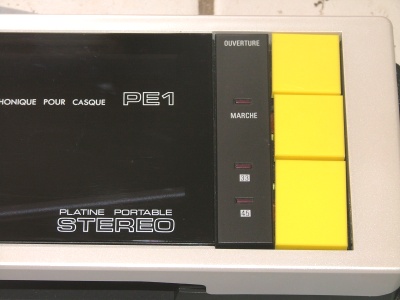 OUVERTURE
PHONIQUE POUR CASQUE PE1
MARCHE
33
45
PLATINE PORTABLE
STEREO